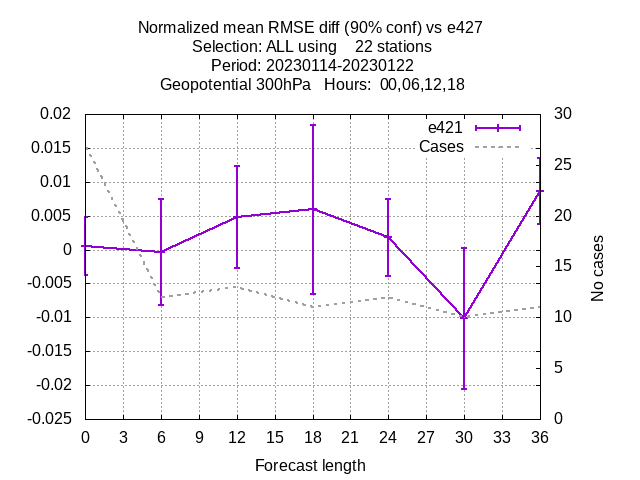 Normalized mean RMSE diff (90% conf) vs e427
Selection: ALL using    22 stations
Period: 20230114-20230122
Geopotential 300hPa   Hours:  00,06,12,18
0.02
0.015
0.01
0.005
0
-0.005
-0.01
-0.015
-0.02
-0.025
30
25
20
15
10
5
0
e421
Cases
No cases
0 3 6 9 12 15 18 21 24 27 30 33 36
Forecast length